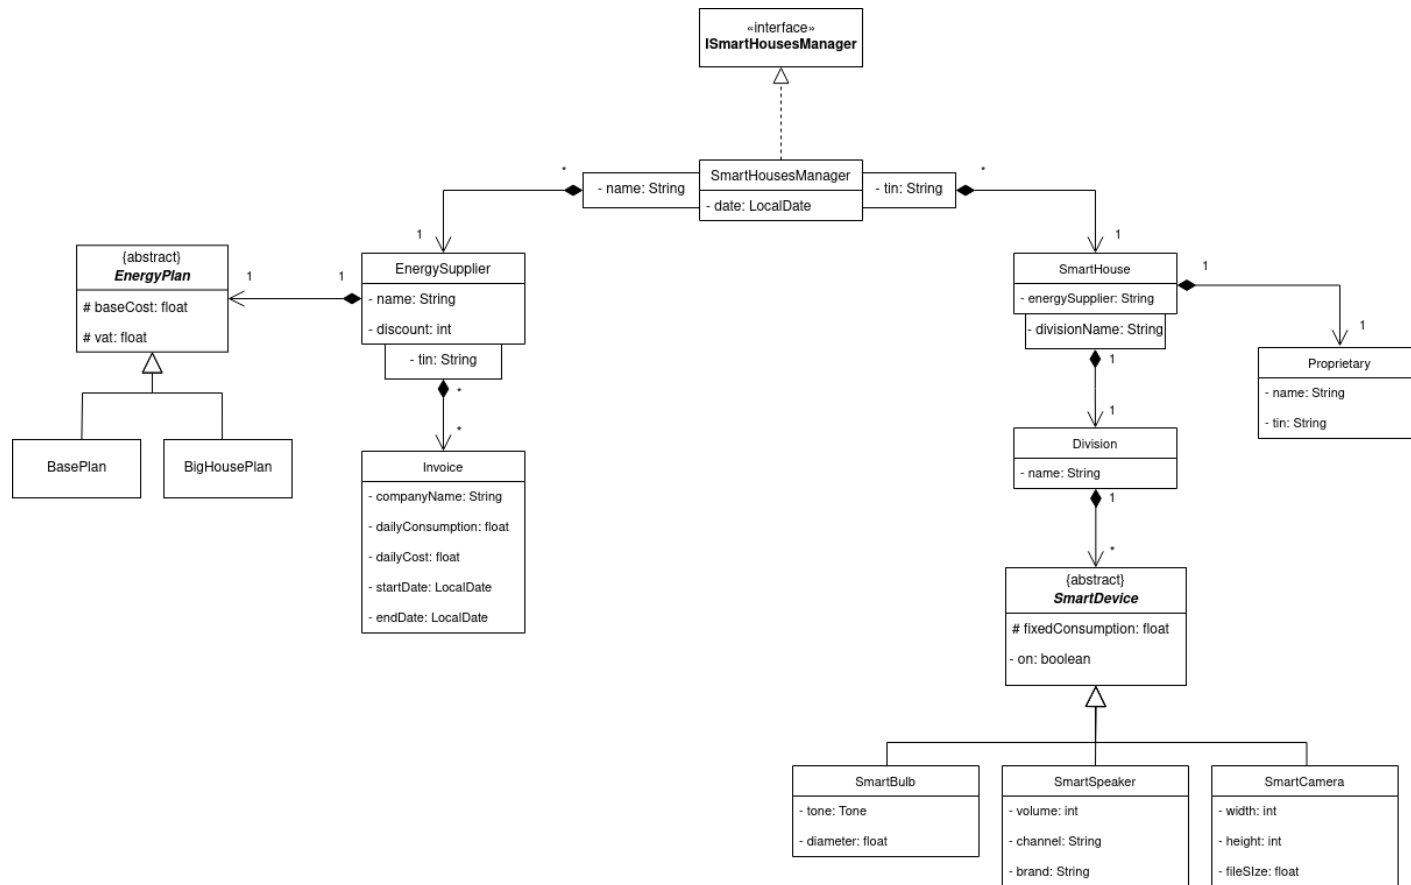 «interface»
ISmartHousesManager
*
- name: String
SmartHousesManager
- date: LocalDate
- tin: String
*
1
1
{abstract}
EnergyPlan
# baseCost: float
# vat: float
1
1
EnergySupplier
- name: String
- discount: int
- tin: String
*
*
SmartHouse
- energySupplier: String
- divisionName: String
1
1
1
1
Proprietary
- name: String
- tin: String
BasePlan
BigHousePlan
Invoice
- companyName: String
- dailyConsumption: float
- dailyCost: float
- startDate: LocalDate
- endDate: LocalDate
Division
- name: String
1
*
{abstract}
SmartDevice
# fixedConsumption: float
- on: boolean
SmartBulb
- tone: Tone
- diameter: float
SmartSpeaker
- volume: int
- channel: String
- brand: String
SmartCamera
- width: int
- height: int
- fileSIze: float